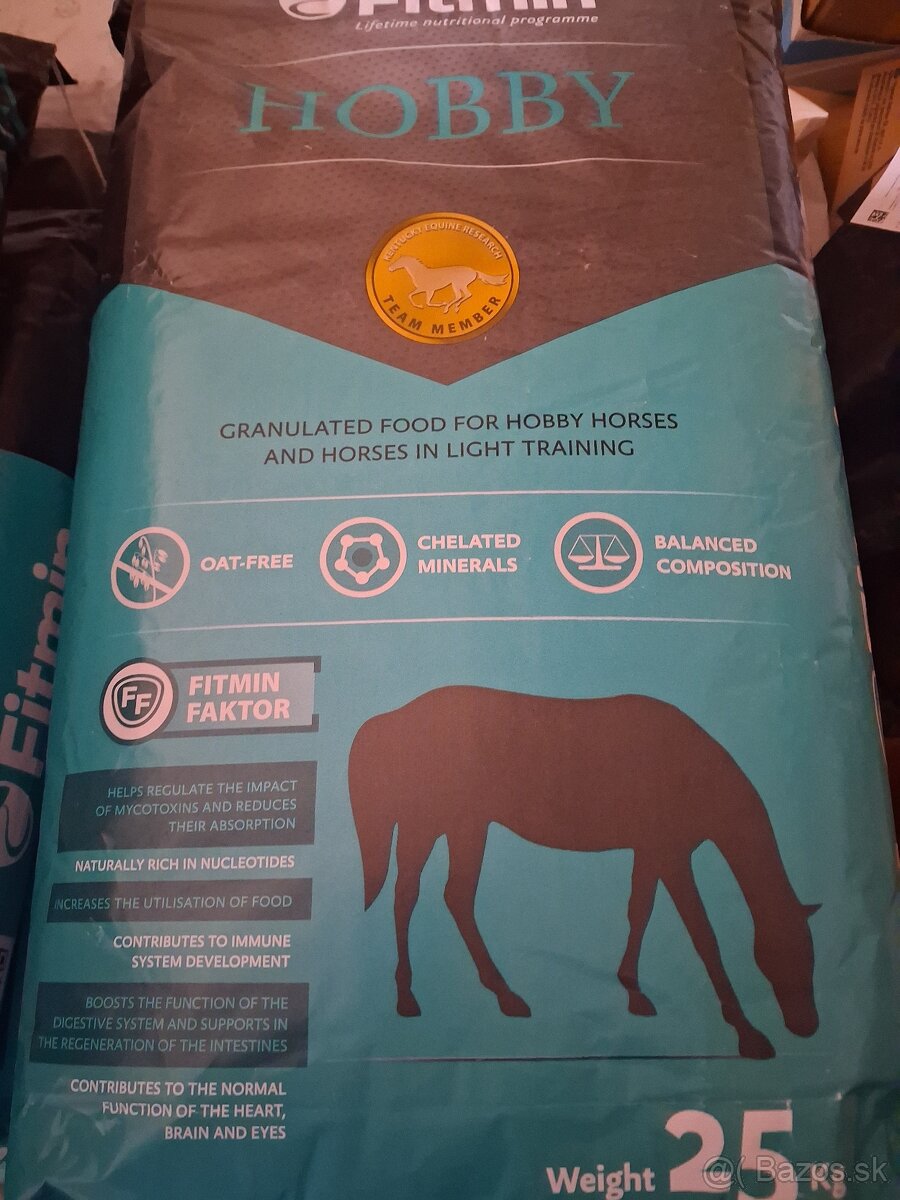 Fitmin
Lifetime nutritional programme
HOBBY
KENTUCKY EQUINE RESEARCH
TEAM MEMBER
GRANULATED FOOD FOR HOBBY HORSES
AND HORSES IN LIGHT TRAINING
OAT-FREE
CHELATED
MINERALS
BALANCED
COMPOSITION
FF
FITMIN
FAKTOR
HELPS REGULATE THE IMPACT
OF MYCOTOXINS AND REDUCES
THEIR ABSORPTION
NATURALLY RICH IN NUCLEOTIDES
INCREASES THE UTILISATION OF FOOD
CONTRIBUTES TO IMMUNE
SYSTEM DEVELOPMENT
BOOSTS THE FUNCTION OF THE
DIGESTIVE SYSTEM AND SUPPORTS IN
THE REGENERATION OF THE INTESTINES
CONTRIBUTES TO THE NORMAL
FUNCTION OF THE HEART,
BRAIN AND EYES
Weight 25 Kg
Fitmin
Bazos.sk